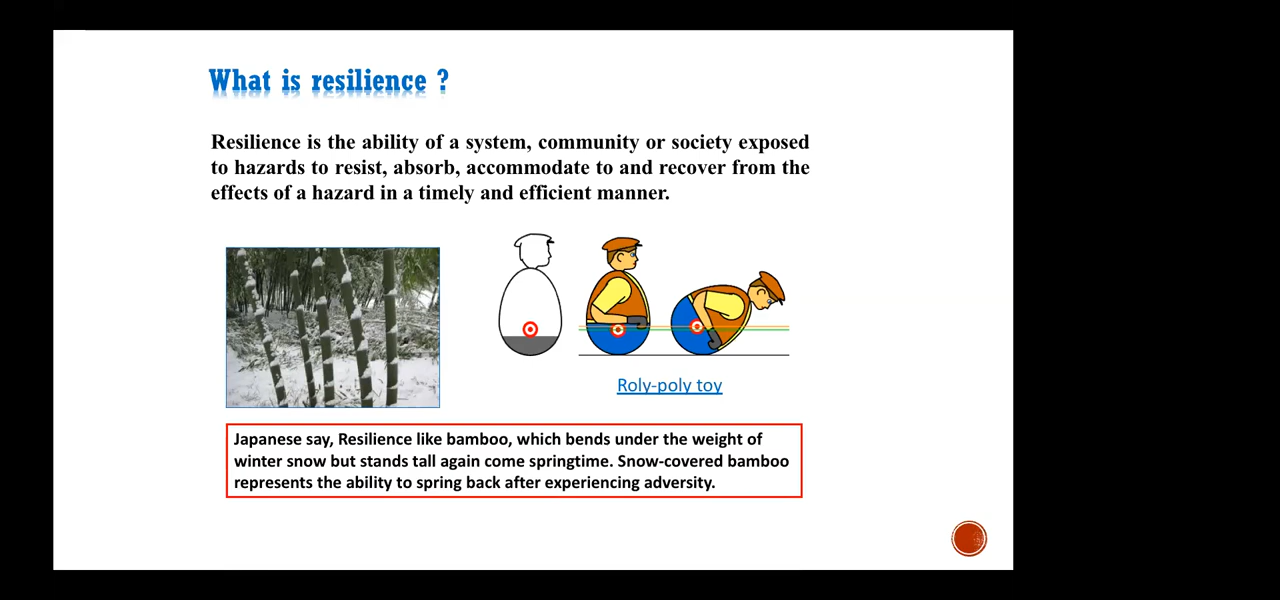 What is resilience ?
Resilience is the ability of a system, community or society exposed
to hazards to resist, absorb, accommodate to and recover from the
effects of a hazard in a timely and efficient manner.
Roly-poly toy
Japanese say, Resilience like bamboo, which bends under the weight of
winter snow but stands tall again come springtime. Snow-covered bamboo
represents the ability to spring back after experiencing adversity.